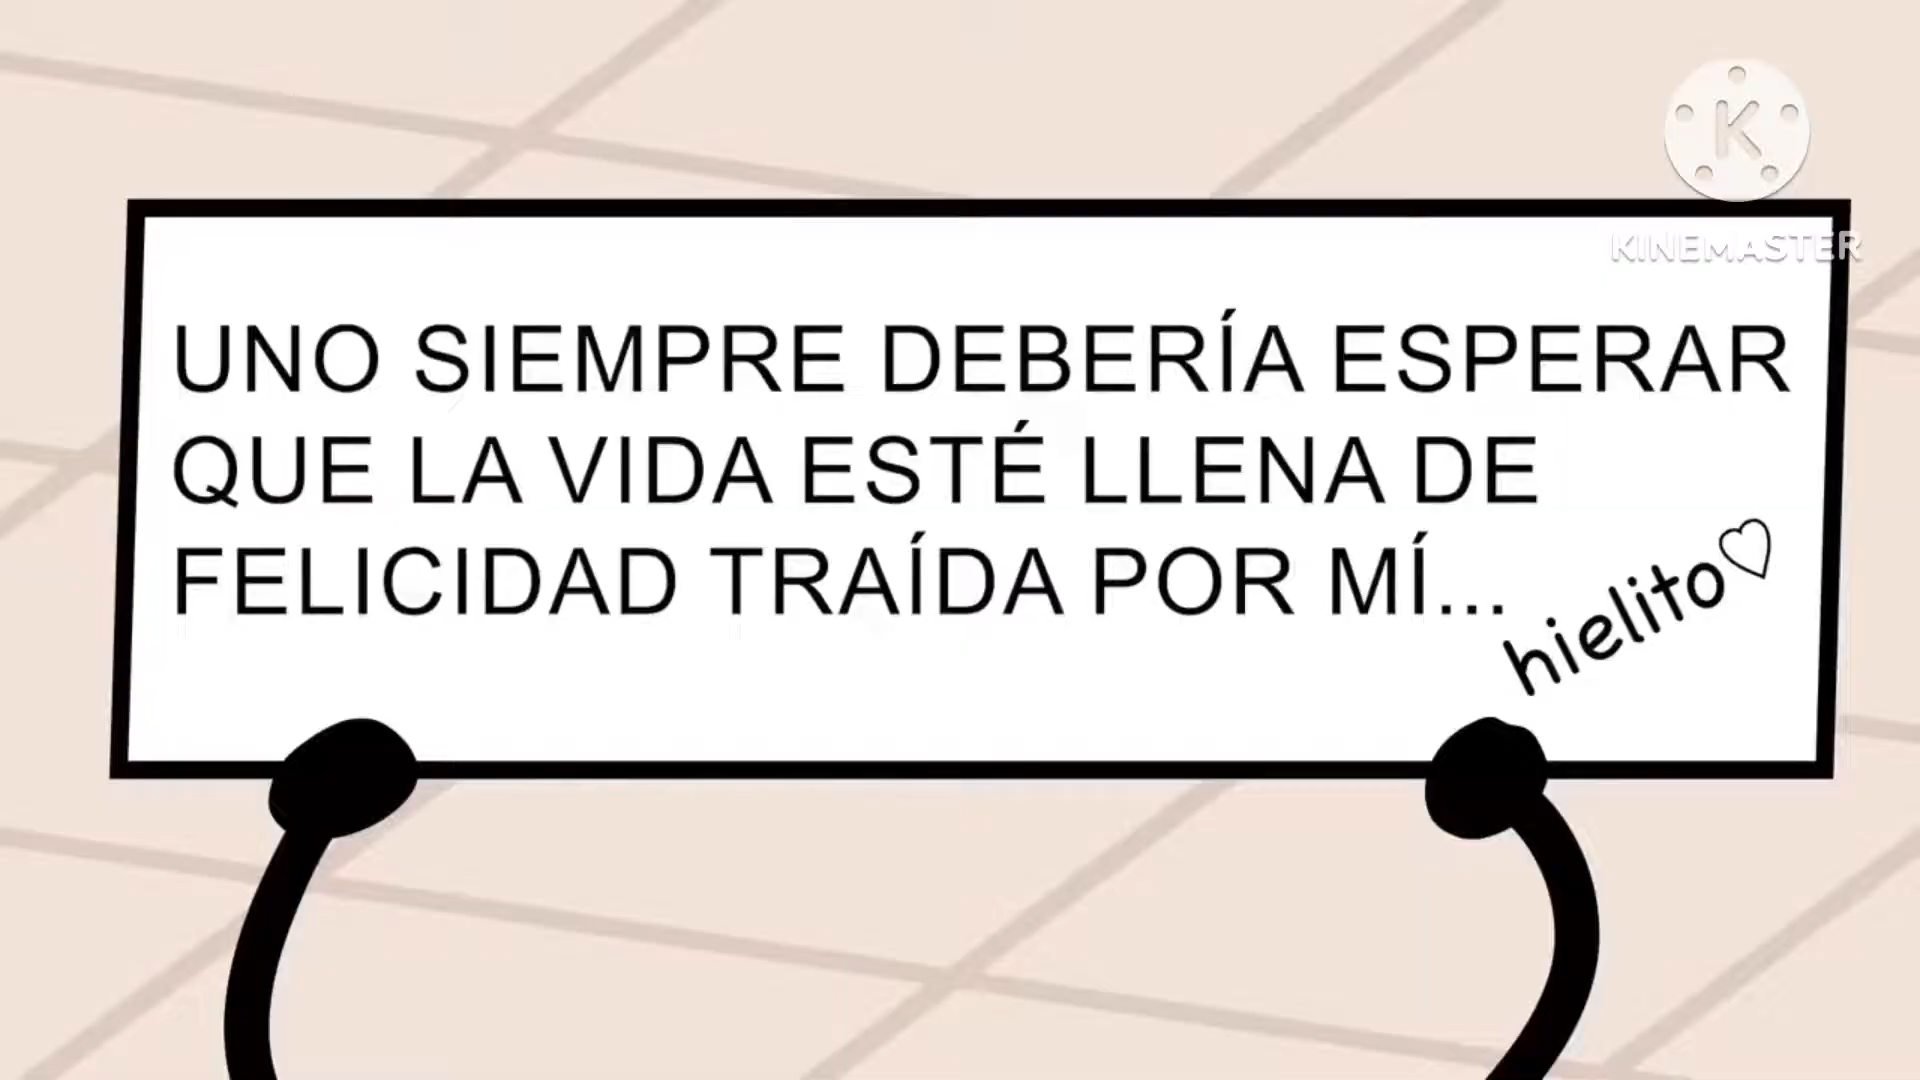 K
KINEMASTER
UNO SIEMPRE DEBERÍA ESPERAR
QUE LA VIDA ESTÉ LLENA DE
FELICIDAD TRAÍDA POR MÍ...
hielito♡